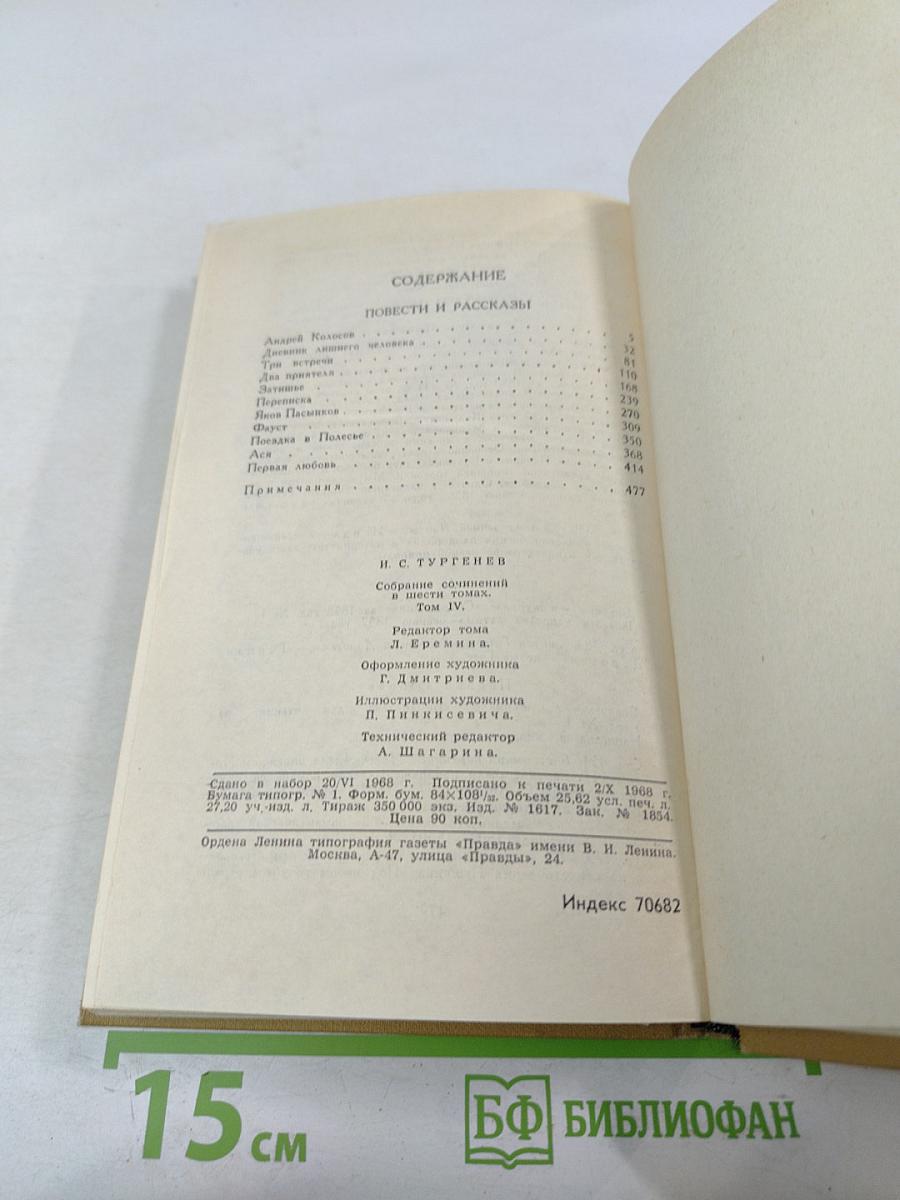 СОДЕРЖАНИЕ
ПОВЕСТИ И РАССКАЗЫ
Андрей Колосов . . . . . . . . . . . . . . . . 5
Дневник лишнего человека . . . . . . . . . . . 32
Три встречи . . . . . . . . . . . . . . . . . 81
Два приятеля . . . . . . . . . . . . . . . . . 110
Затишье . . . . . . . . . . . . . . . . . . . 168
Переписка . . . . . . . . . . . . . . . . . . 239
Яков Пасынков . . . . . . . . . . . . . . . . 270
Фауст . . . . . . . . . . . . . . . . . . . . 309
Поездка в Полесье . . . . . . . . . . . . . . 350
Ася . . . . . . . . . . . . . . . . . . . . . 368
Первая любовь . . . . . . . . . . . . . . . . 414
Примечания . . . . . . . . . . . . . . . . . . 477
И. С. ТУРГЕНЕВ
Собрание сочинений
в шести томах.
Том IV.
Редактор тома
Л. Еремина.
Оформление художника
Г. Дмитриева.
Иллюстрации художника
П. Пинкисевича.
Технический редактор
А. Шагарина.
Сдано в набор 20/VI 1968 г. Подписано к печати 2/X 1968 г.
Бумага типогр. № 1. Форм. бум. 84×108¹/₃₂. Объем 25,62 усл. печ. л.
27,20 уч.-изд. л. Тираж 350 000 экз. Изд. № 1617. Зак. № 1854.
Цена 90 коп.
Ордена Ленина типография газеты «Правда» имени В. И. Ленина.
Москва, А-47, улица «Правды», 24.
Индекс 70682
15 см
БФ БИБЛИОФАН